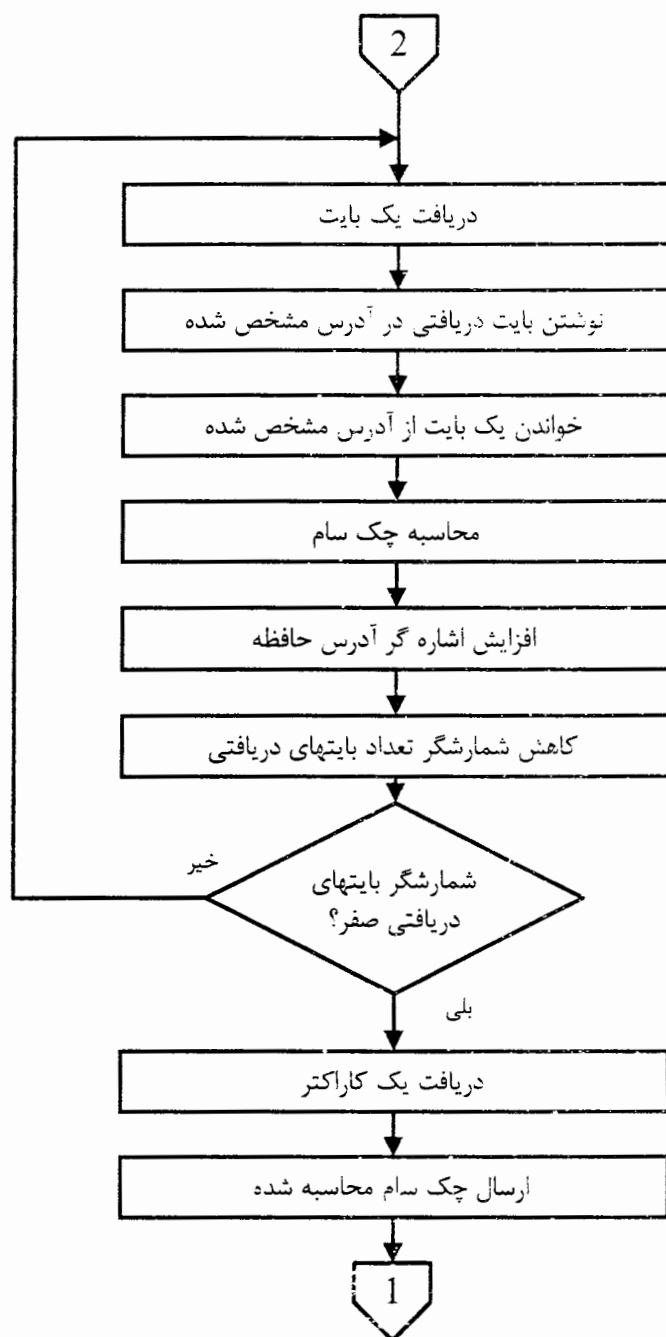 2
دریافت یک بایت
نوشتن بایت دریافتی در آدرس مشخص شده
خواندن یک بایت از آدرس مشخص شده
محاسبه چک سام
افزایش اشاره گر آدرس حافظه
کاهش شمارشگر تعداد بایتهای دریافتی
خیر
شمارشگر بایتهای
دریافتی صفر؟
بلی
دریافت یک کاراکتر
ارسال چک سام محاسبه شده
1